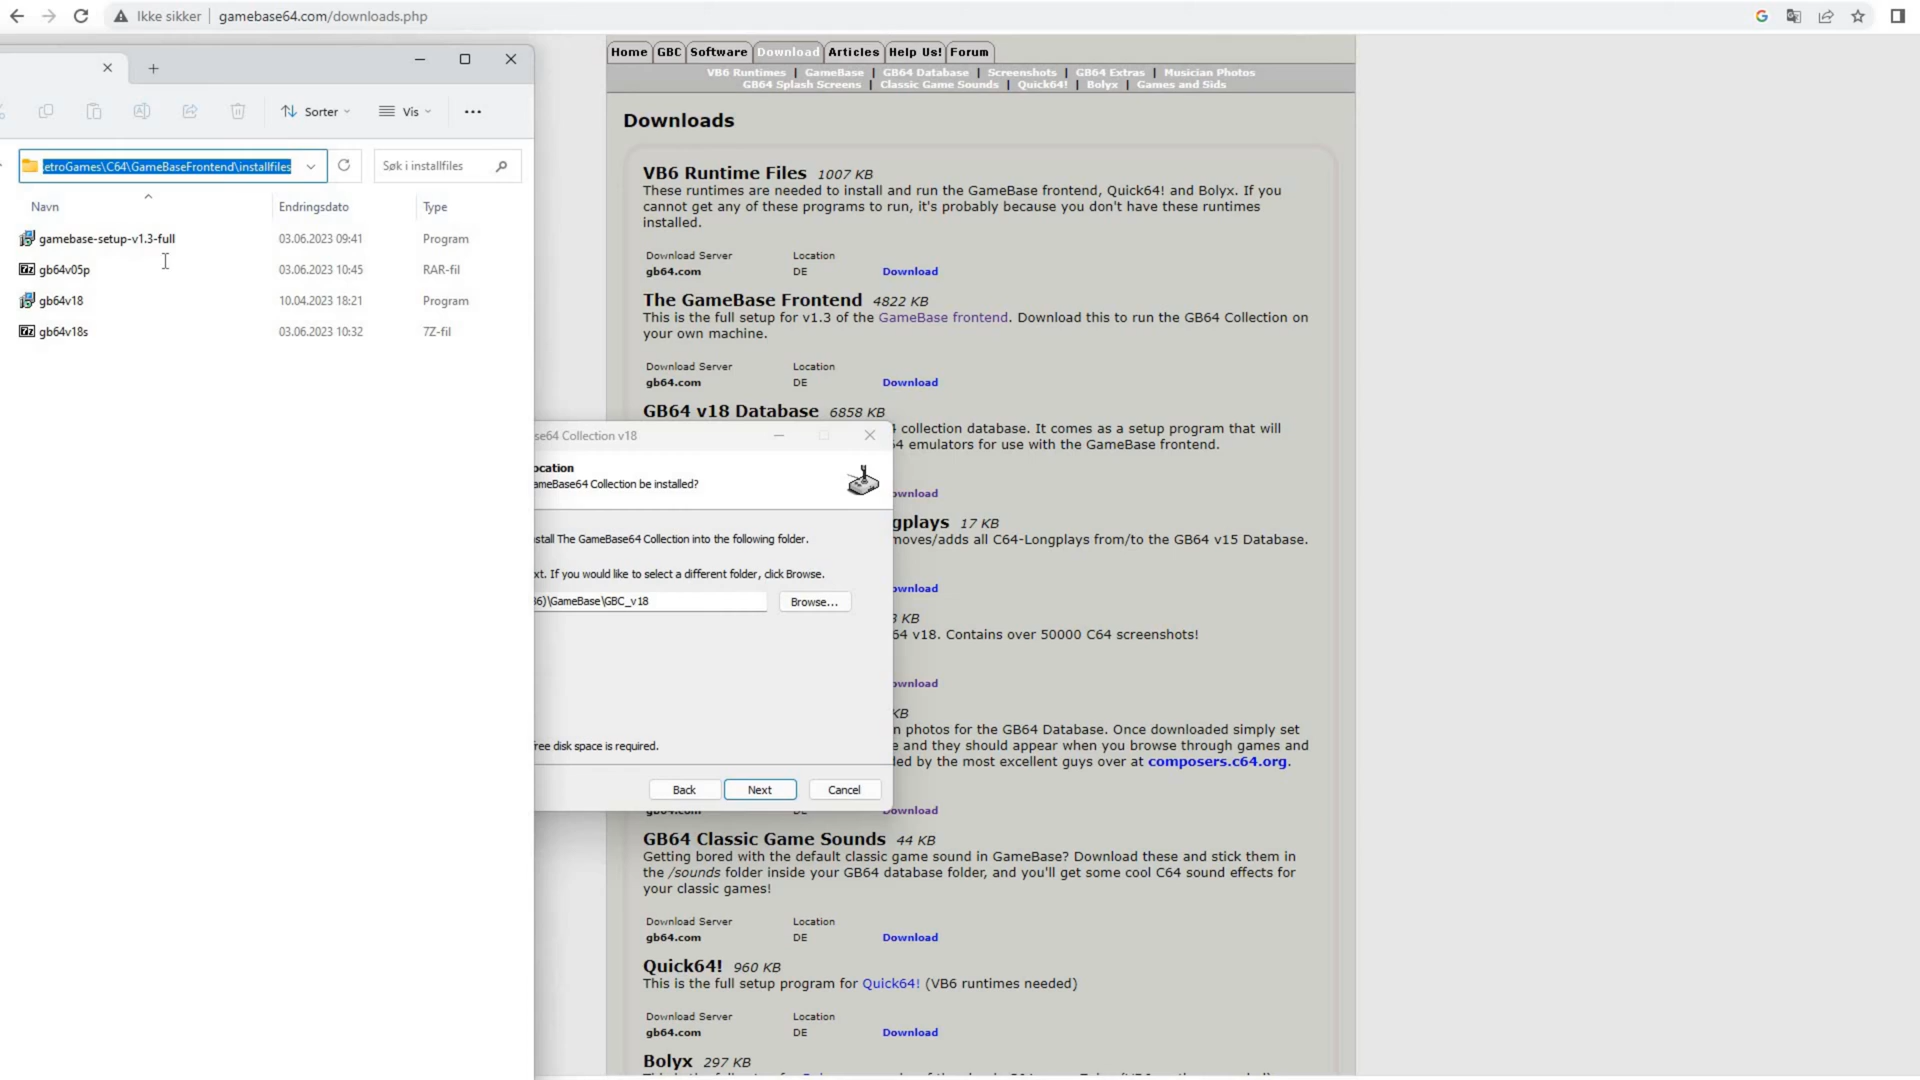 Ikke sikker
gamebase64.com/downloads.php
Sorter
Vis
etroGames\C64\GameBaseFrontend\installfiles
Søk i installfiles
Navn
Endringsdato
Type
gamebase-setup-v1.3-full
03.06.2023 09:41
Program
gb64v05p
03.06.2023 10:45
RAR-fil
gb64v18
10.04.2023 18:21
Program
gb64v18s
03.06.2023 10:32
7Z-fil
Home GBC Software Download Articles Help Us! Forum
VB6 Runtimes | GameBase | GB64 Database | Screenshots | GB64 Extras | Musician Photos
GB64 Splash Screens | Classic Game Sounds | Quick64! | Bolyx | Games and Sids
Downloads
VB6 Runtime Files 1007 KB
These runtimes are needed to install and run the GameBase frontend, Quick64! and Bolyx. If you
cannot get any of these programs to run, it's probably because you don't have these runtimes
installed.
Download Server Location
gb64.com DE Download
The GameBase Frontend 4822 KB
This is the full setup for v1.3 of the GameBase frontend. Download this to run the GB64 Collection on
your own machine.
Download Server Location
gb64.com DE Download
GB64 v18 Database 6858 KB
collection database. It comes as a setup program that will
4 emulators for use with the GameBase frontend.
ownload
gplays 17 KB
moves/adds all C64-Longplays from/to the GB64 v15 Database.
ownload
KB
64 v18. Contains over 50000 C64 screenshots!
ownload
KB
n photos for the GB64 Database. Once downloaded simply set
e and they should appear when you browse through games and
ded by the most excellent guys over at composers.c64.org.
ownload
se64 Collection v18
ocation
ameBase64 Collection be installed?
stall The GameBase64 Collection into the following folder.
xt. If you would like to select a different folder, click Browse.
86)\GameBase\GBC_v18
Browse...
free disk space is required.
Back
Next
Cancel
GB64 Classic Game Sounds 44 KB
Getting bored with the default classic game sound in GameBase? Download these and stick them in
the /sounds folder inside your GB64 database folder, and you'll get some cool C64 sound effects for
your classic games!
Download Server Location
gb64.com DE Download
Quick64! 960 KB
This is the full setup program for Quick64! (VB6 runtimes needed)
Download Server Location
gb64.com DE Download
Bolyx 297 KB